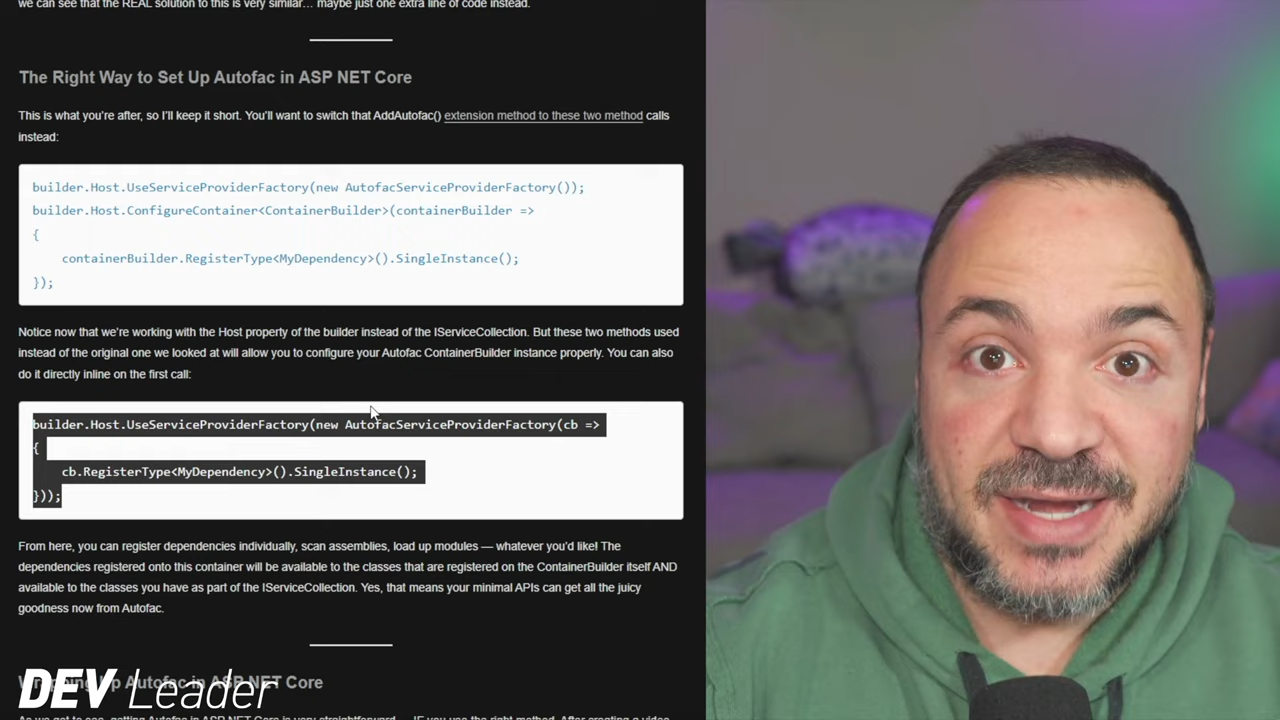 we can see that the REAL solution to this is very similar… maybe just one extra line of code instead.
The Right Way to Set Up Autofac in ASP NET Core
This is what you're after, so I'll keep it short. You'll want to switch that AddAutofac() extension method to these two method calls
instead:
builder.Host.UseServiceProviderFactory(new AutofacServiceProviderFactory());
builder.Host.ConfigureContainer<ContainerBuilder>(containerBuilder =>
{
containerBuilder.RegisterType<MyDependency>().SingleInstance();
});
Notice now that we're working with the Host property of the builder instead of the IServiceCollection. But these two methods used
instead of the original one we looked at will allow you to configure your Autofac ContainerBuilder instance properly. You can also
do it directly inline on the first call:
builder.Host.UseServiceProviderFactory(new AutofacServiceProviderFactory(cb =>
{
cb.RegisterType<MyDependency>().SingleInstance();
}));
From here, you can register dependencies individually, scan assemblies, load up modules — whatever you'd like! The
dependencies registered onto this container will be available to the classes that are registered on the ContainerBuilder itself AND
available to the classes you have as part of the IServiceCollection. Yes, that means your minimal APIs can get all the juicy
goodness now from Autofac.
Wrapping Up Autofac in ASP NET Core
DEV Leader